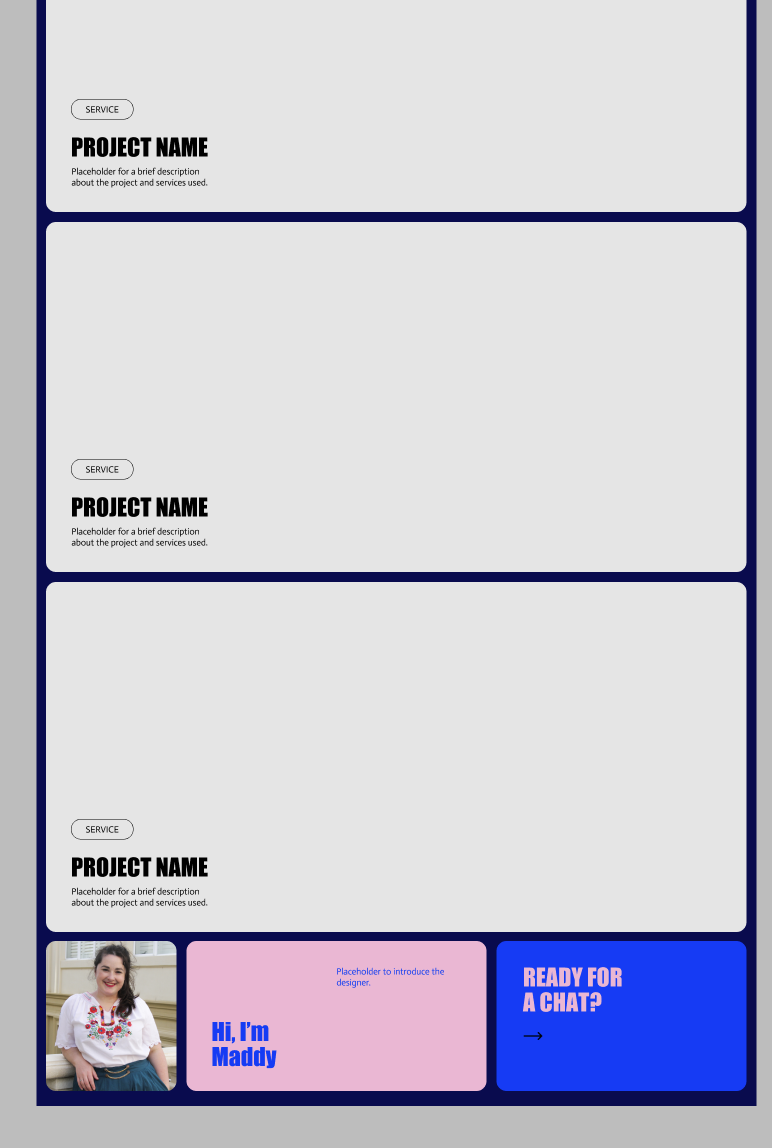 SERVICE
PROJECT NAME
Placeholder for a brief description
about the project and services used.
SERVICE
PROJECT NAME
Placeholder for a brief description
about the project and services used.
SERVICE
PROJECT NAME
Placeholder for a brief description
about the project and services used.
Placeholder to introduce the
designer.
Hi, I’m
Maddy
READY FOR
A CHAT?